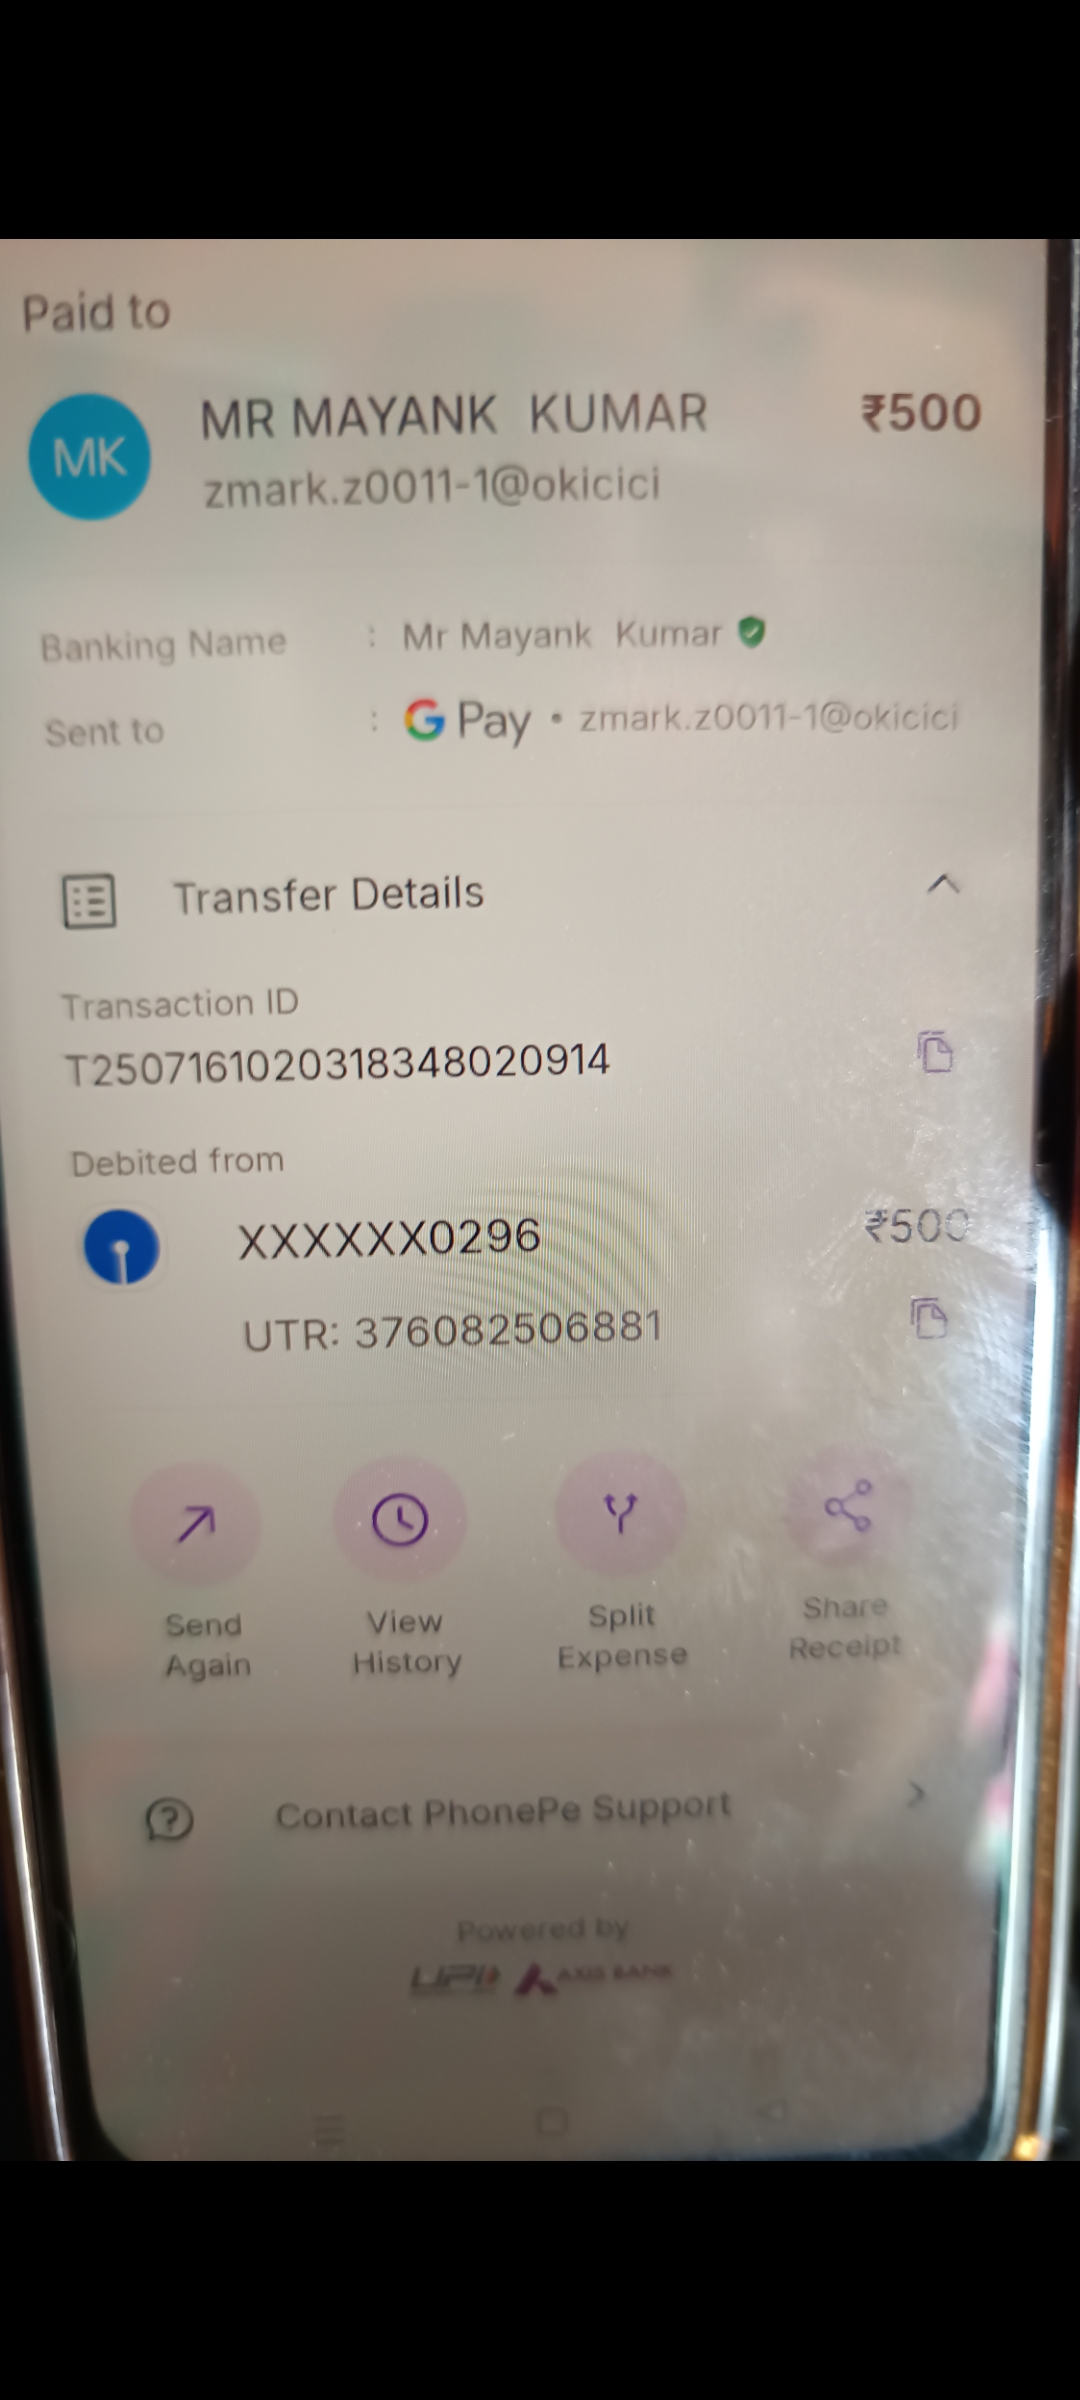 Paid to
MK
MR MAYANK KUMAR ₹500
zmark.z0011-1@okicici
Banking Name : Mr Mayank Kumar
Sent to : G Pay • zmark.z0011-1@okicici
Transfer Details
Transaction ID
T2507161020318348020914
Debited from
XXXXXX0296 ₹500
UTR: 376082506881
Send Again
View History
Split Expense
Share Receipt
Contact PhonePe Support
Powered by
UPI AXIS BANK